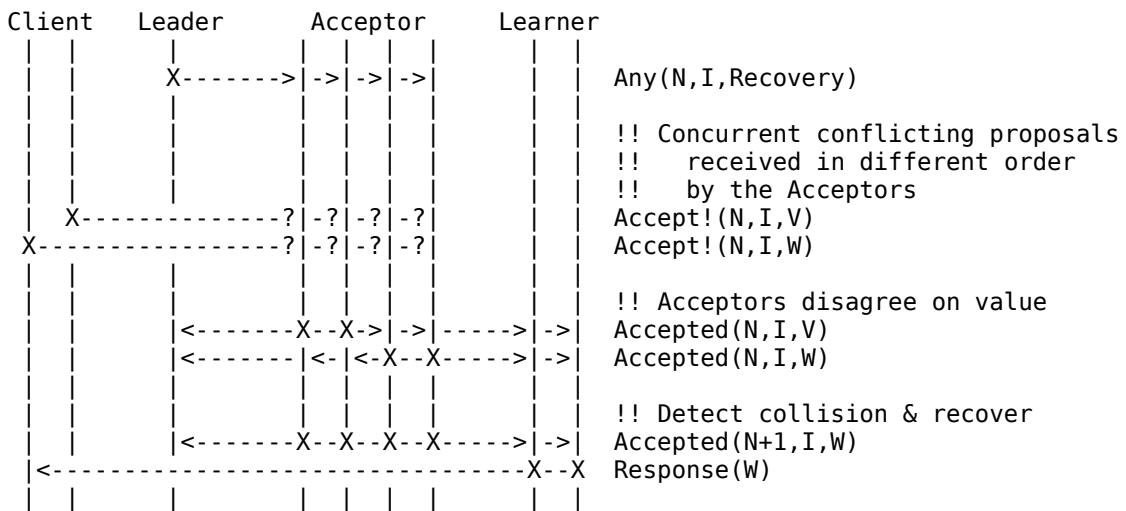 Client   Leader      Acceptor     Learner
 |  |       |        |  |  |  |       |  |
 |  |       X------->|->|->|->|       |  |  Any(N,I,Recovery)
 |  |       |        |  |  |  |       |  |
 |  |       |        |  |  |  |       |  |  !! Concurrent conflicting proposals
 |  |       |        |  |  |  |       |  |  !!   received in different order
 |  |       |        |  |  |  |       |  |  !!   by the Acceptors
 |  X--------------?|-?|-?|-?|       |  |  Accept!(N,I,V)
 X-----------------?|-?|-?|-?|       |  |  Accept!(N,I,W)
 |  |       |        |  |  |  |       |  |
 |  |       |        |  |  |  |       |  |  !! Acceptors disagree on value
 |  |       |<-------X--X->|->|------>|->|  Accepted(N,I,V)
 |  |       |<-------|<-|<-X--X------>|->|  Accepted(N,I,W)
 |  |       |        |  |  |  |       |  |
 |  |       |        |  |  |  |       |  |  !! Detect collision & recover
 |  |       |<-------X--X--X--X------>|->|  Accepted(N+1,I,W)
 |<---------------------------------X--X  Response(W)
 |  |       |        |  |  |  |       |  |